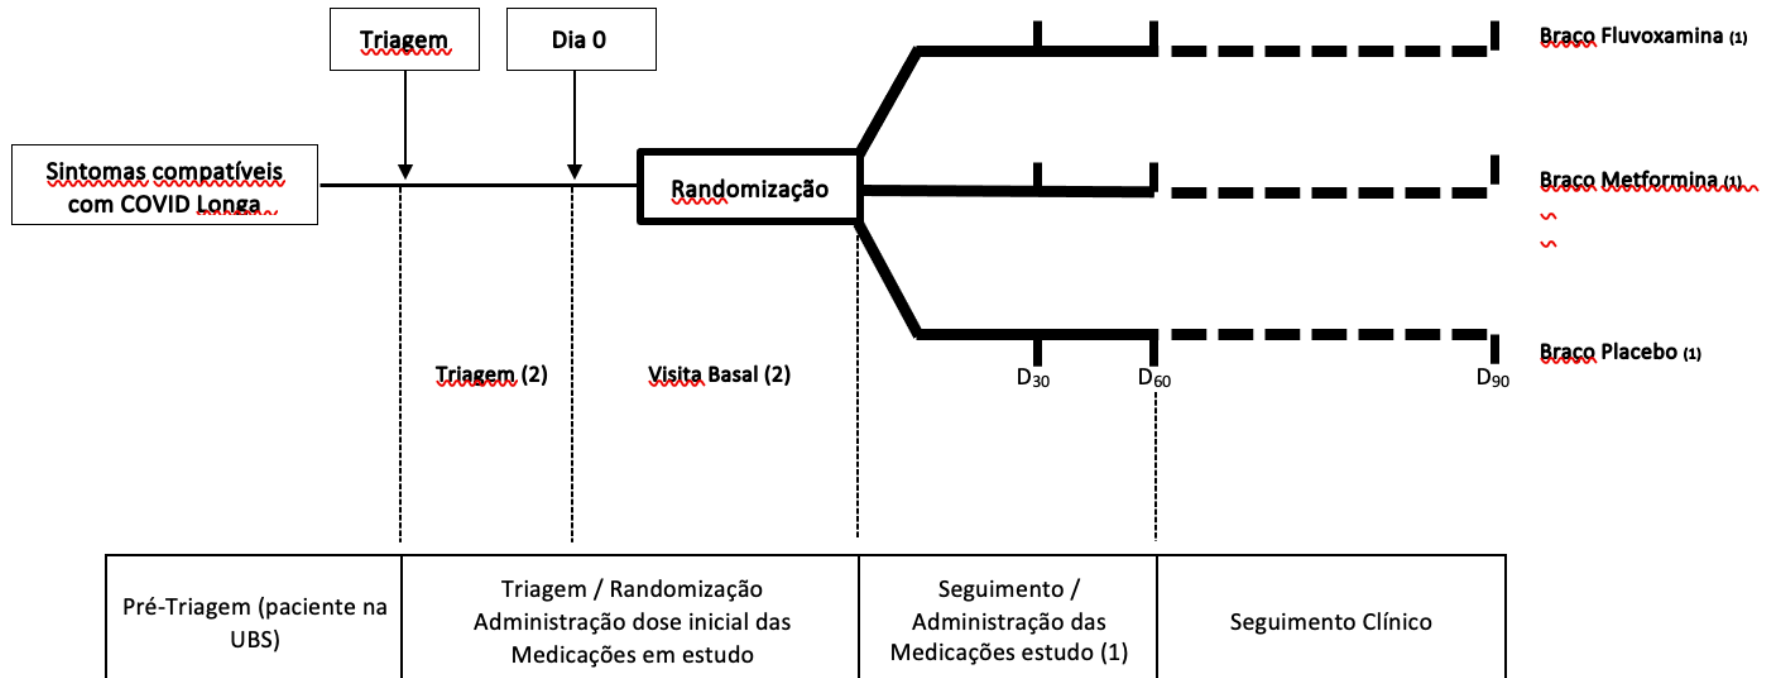 Triagem
Dia 0
Braço Fluvoxamina (1)
Sintomas compatíveis
com COVID Longa
Randomização
Braço Metformina (1)
Braço Placebo (1)
Triagem (2)
Visita Basal (2)
D30
D60
D90
Pré-Triagem (paciente na
UBS)
Triagem / Randomização
Administração dose inicial das
Medicações em estudo
Seguimento /
Administração das
Medicações estudo (1)
Seguimento Clínico